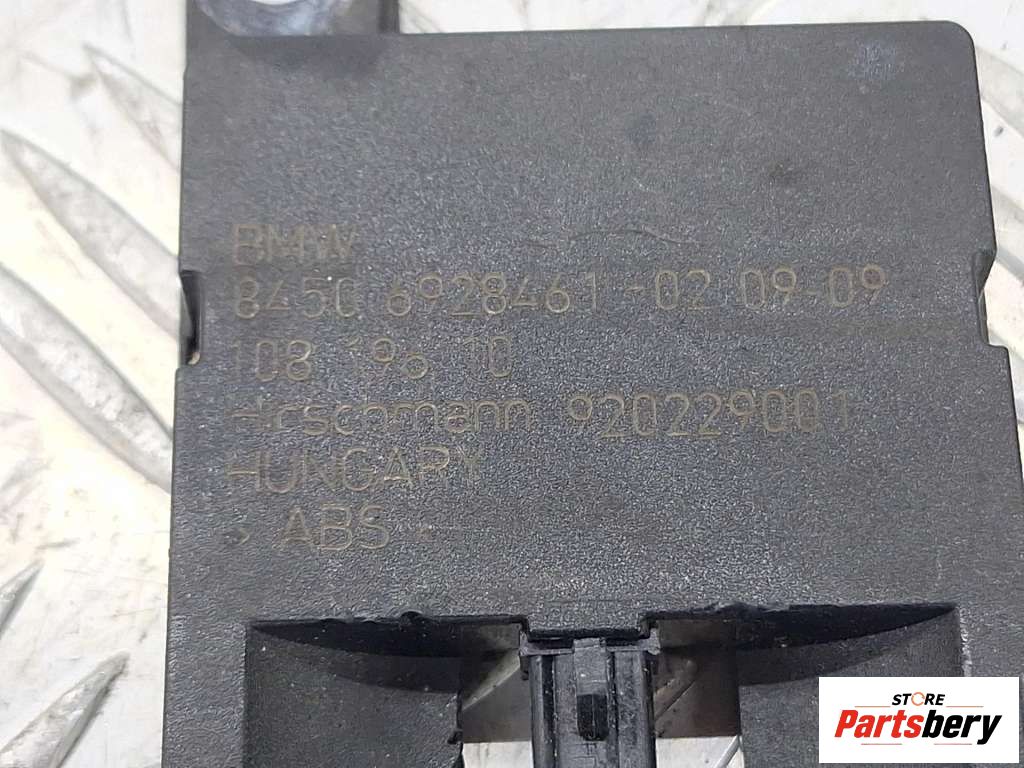 BMW
8450 6928461-02 09-09
108 196 10
Hirschmann 920229001
HUNGARY
> ABS <
STORE
Partsbery